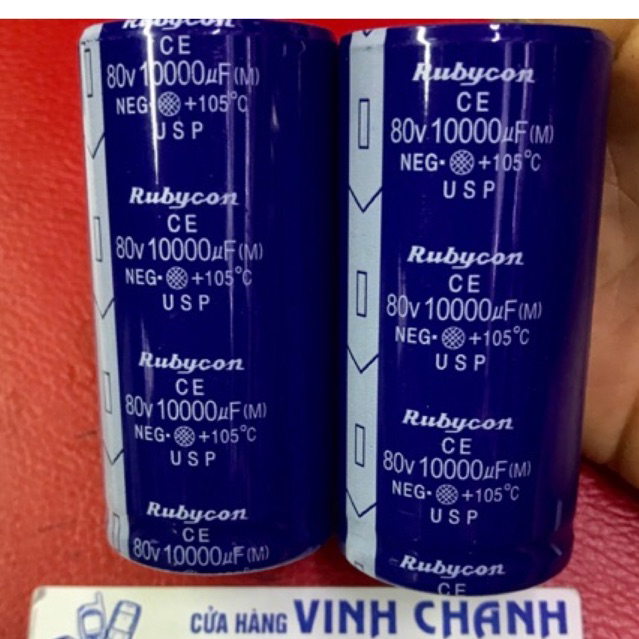 Rubycon
CE
80v 10000µF(M)
NEG· +105°C
USP
Rubycon
CE
80v 10000µF(M)
NEG· +105°C
USP
Rubycon
CE
80v 10000µF(M)
NEG· +105°C
USP
Rubycon
CE
80v 10000µF(M)
Rubycon
CE
80v 10000µF(M)
NEG· +105°C
USP
Rubycon
CE
80v 10000µF(M)
NEG· +105°C
USP
Rubycon
CE
80v 10000µF(M)
NEG· +105°C
USP
Rubycon
CE
CỬA HÀNG VINH CHANH